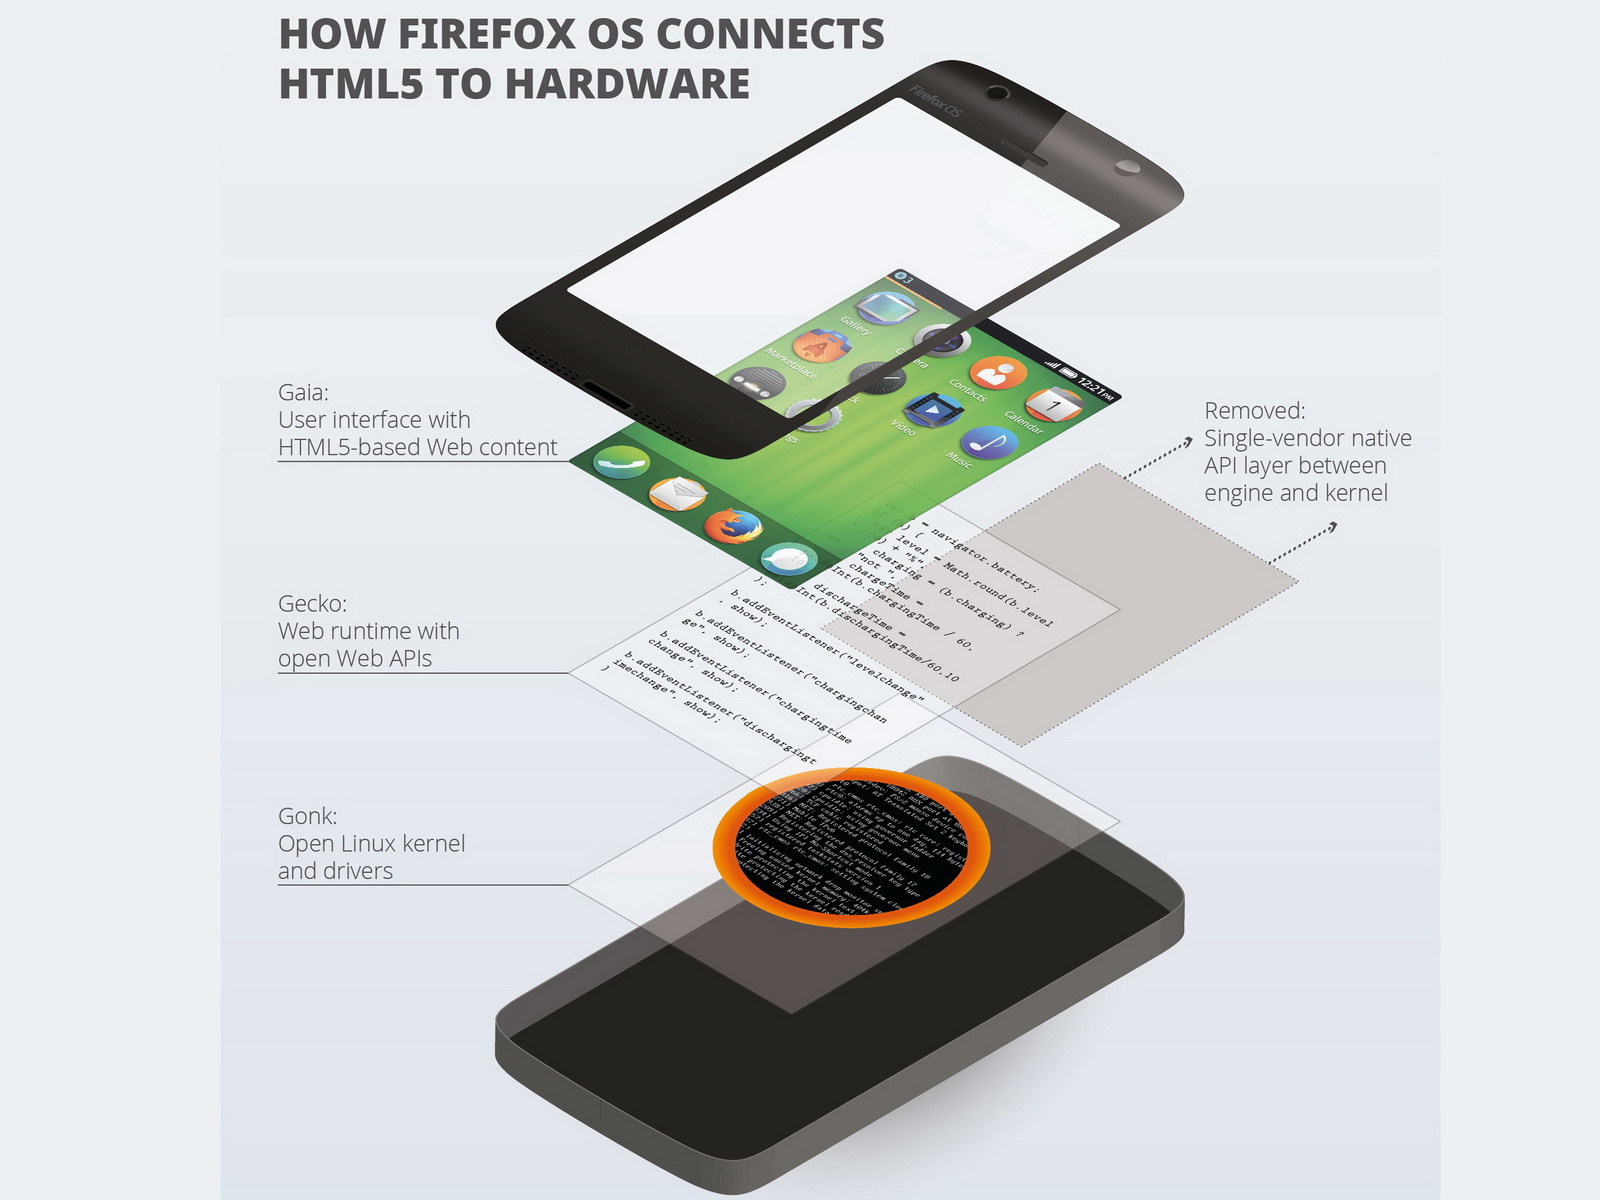 HOW FIREFOX OS CONNECTS
HTML5 TO HARDWARE
Firefox OS
3
12:21PM
Gallery
Marketplace
Contacts
Calendar
1
Video
Music
Gaia:
User interface with
HTML5-based Web content
Removed:
Single-vendor native
API layer between
engine and kernel
= navigator.battery;
level = Math.round(b.level
) + "%",
charging = (b.charging) ?
"not ",
chargeTime =
Int(b.chargingTime / 60,
dischargeTime =
Int(b.dischargingTime/60,10
);
b.addEventListener("levelchange"
, show);
b.addEventListener("chargingchan
ge", show);
b.addEventListener("chargingtime
change", show);
b.addEventListener("dischargingt
imechange", show);
Gecko:
Web runtime with
open Web APIs
Gonk:
Open Linux kernel
and drivers